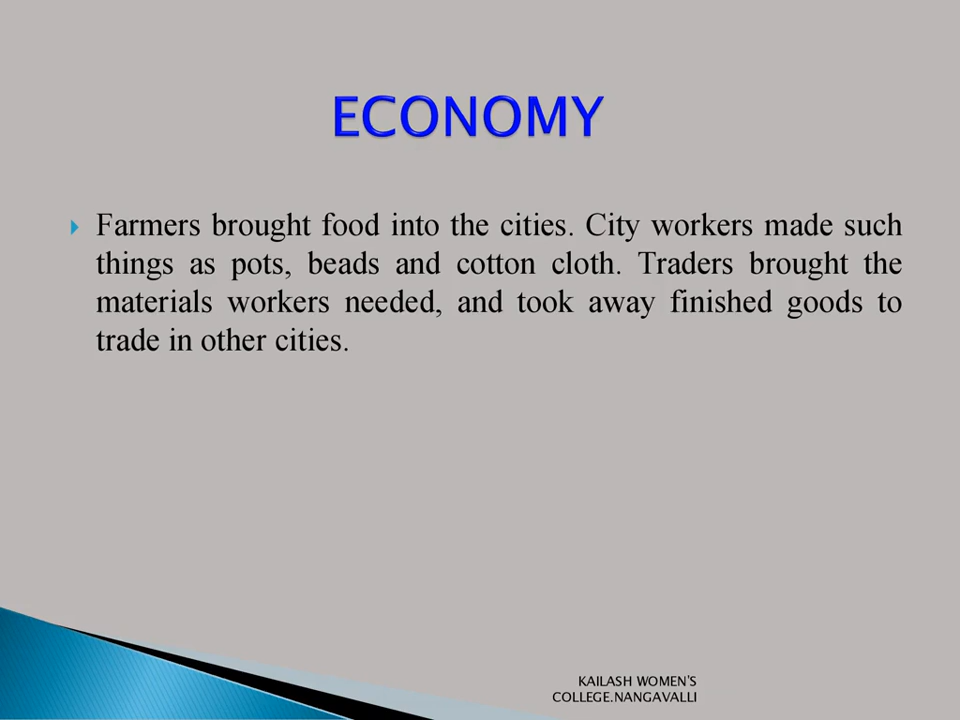 ECONOMY
Farmers brought food into the cities. City workers made such
things as pots, beads and cotton cloth. Traders brought the
materials workers needed, and took away finished goods to
trade in other cities.
KAILASH WOMEN'S
COLLEGE.NANGAVALLI